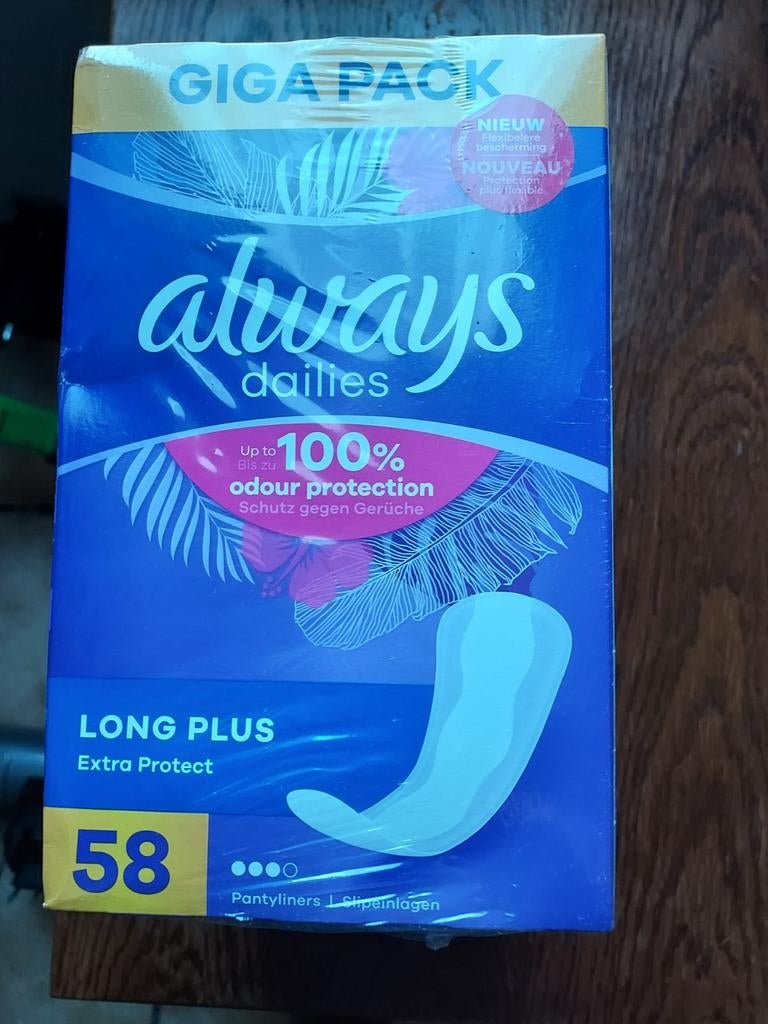 GIGA PACK
NIEUW
Flexibelere
bescherming
NOUVEAU
Protection
plus flexible
always
dailies
Up to 100%
Bis zu
odour protection
Schutz gegen Gerüche
LONG PLUS
Extra Protect
58
Pantyliners | Slipeinlagen